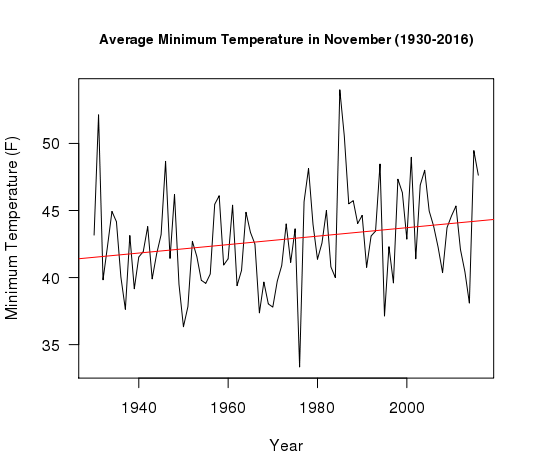 Average Minimum Temperature in November (1930-2016)
Minimum Temperature (F)
50
45
40
35
1940 1960 1980 2000
Year